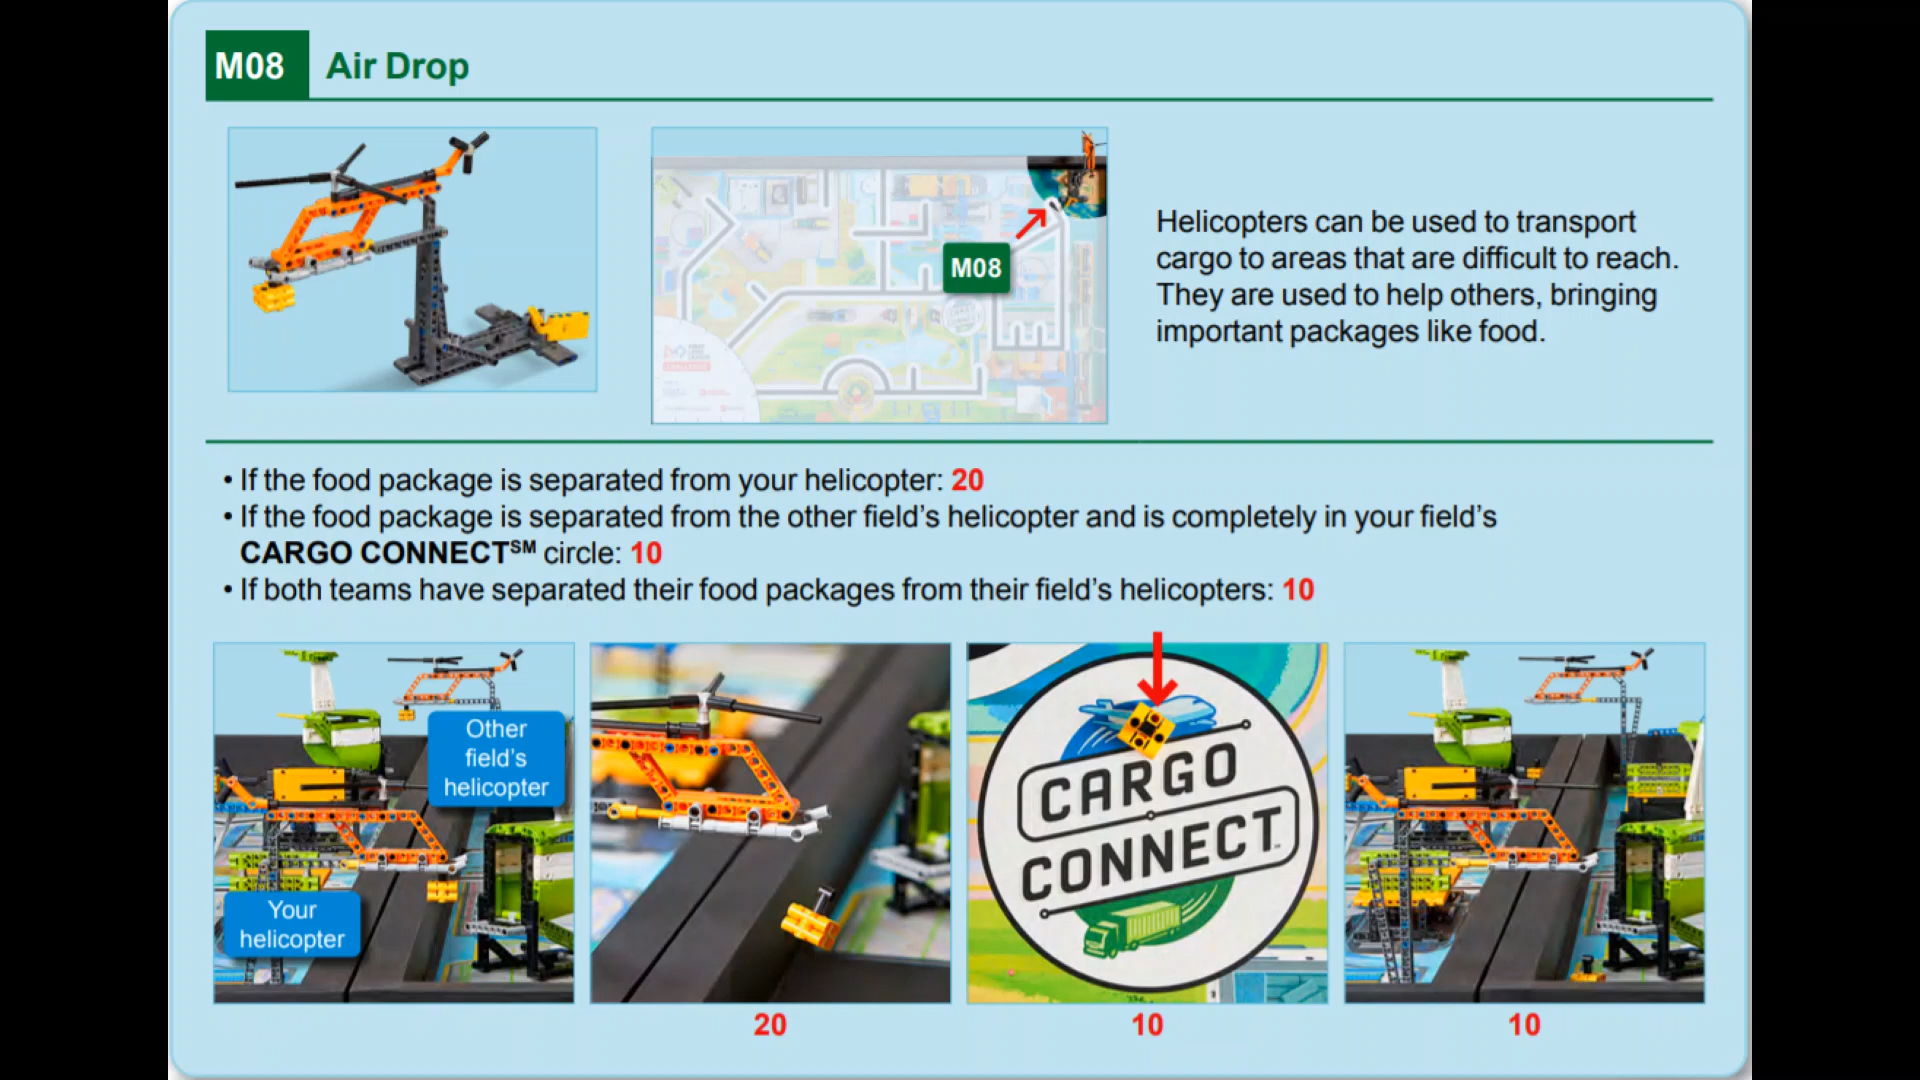 M08 Air Drop
M08
Helicopters can be used to transport
cargo to areas that are difficult to reach.
They are used to help others, bringing
important packages like food.
• If the food package is separated from your helicopter: 20
• If the food package is separated from the other field’s helicopter and is completely in your field’s
CARGO CONNECT℠ circle: 10
• If both teams have separated their food packages from their field’s helicopters: 10
Other
field’s
helicopter
Your
helicopter
CARGO
CONNECT
20
10
10